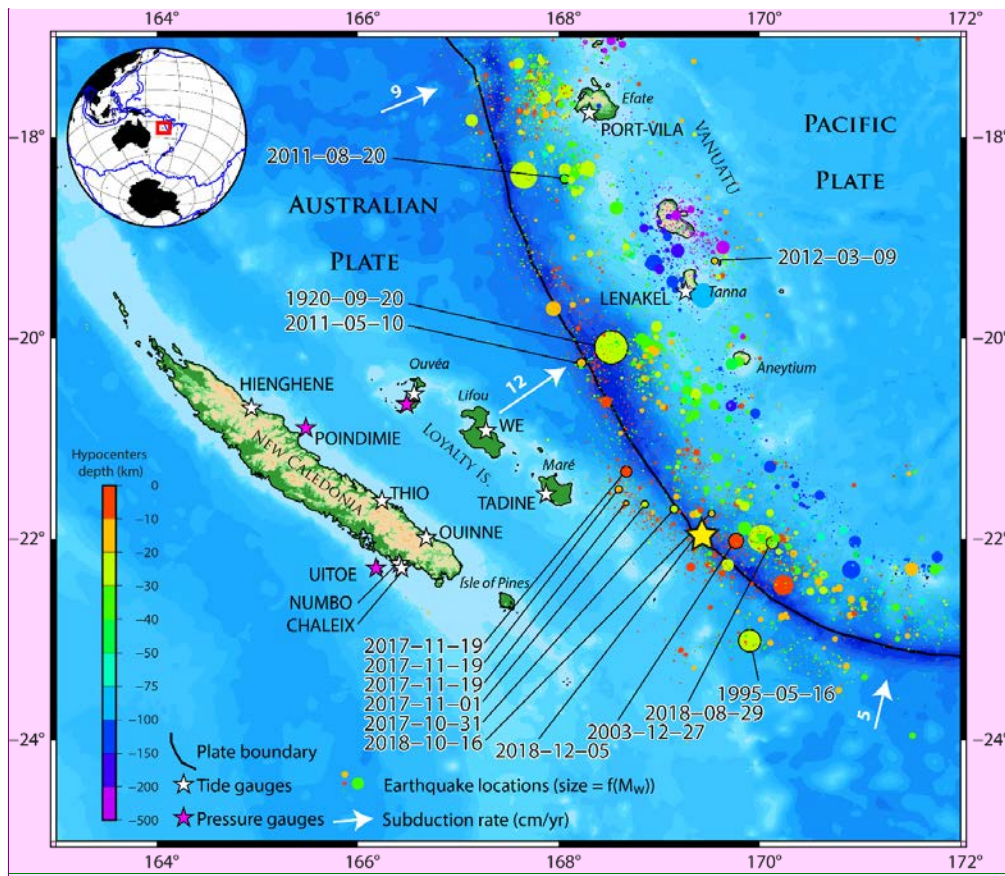 164°
166°
168°
170°
172°
9
Efate
PORT-VILA
VANUATU
PACIFIC
PLATE
−18°
−18°
2011−08−20
AUSTRALIAN
PLATE
2012−03−09
LENAKEL
Tanna
1920−09−20
2011−05−10
−20°
−20°
Aneytium
Ouvéa
HIENGHENE
Lifou
12
WE
POINDIMIE
LOYALTY IS.
NEW CALEDONIA
Maré
TADINE
Hypocenters
depth (km)
0
−10
−20
−30
−40
−50
−75
−100
−150
−200
−500
THIO
OUINNE
−22°
−22°
UITOE
Isle of Pines
NUMBO
CHALEIX
2017−11−19
2017−11−19
2017−11−19
2017−11−01
2017−10−31
2018−10−16
2018−12−05
2003−12−27
2018−08−29
1995−05−16
5
−24°
−24°
Plate boundary
Tide gauges
Earthquake locations (size = f(Mw))
Pressure gauges
Subduction rate (cm/yr)
164°
166°
168°
170°
172°